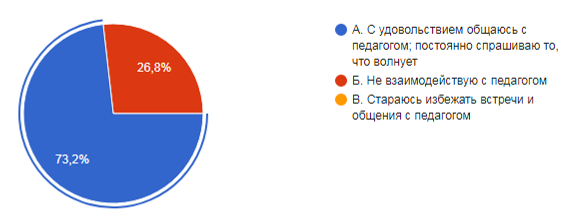 26,8%
73,2%
А. С удовольствием общаюсь с
педагогом; постоянно спрашиваю то,
что волнует
Б. Не взаимодействую с педагогом
В. Стараюсь избежать встречи и
общения с педагогом